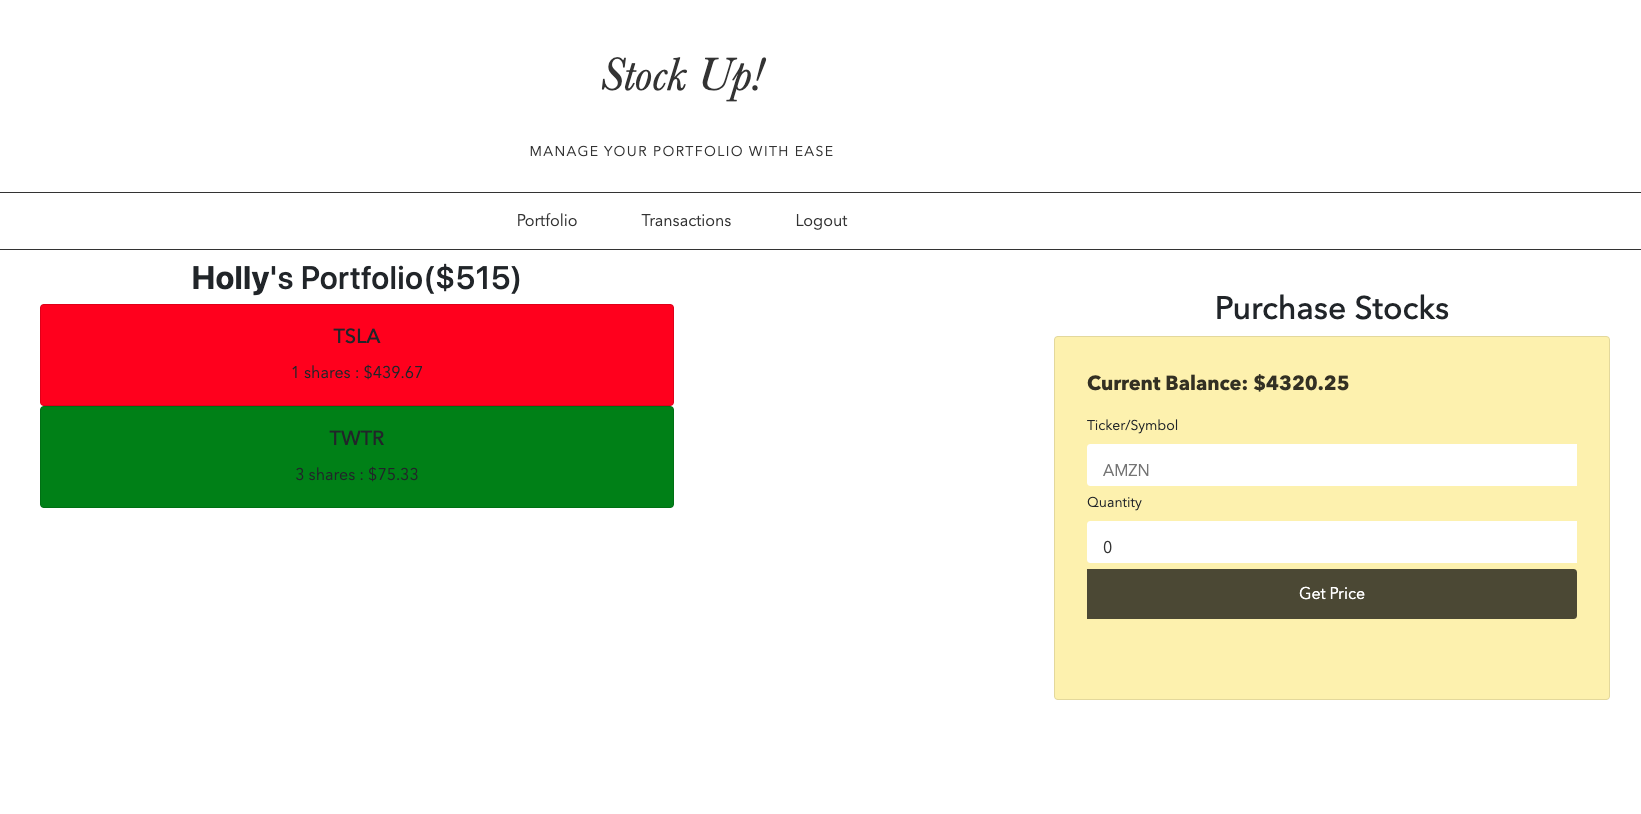 Stock Up!
MANAGE YOUR PORTFOLIO WITH EASE
Portfolio Transactions Logout
Holly's Portfolio($515)
TSLA
1 shares : $439.67
TWTR
3 shares : $75.33
Purchase Stocks
Current Balance: $4320.25
Ticker/Symbol
AMZN
Quantity
0
Get Price